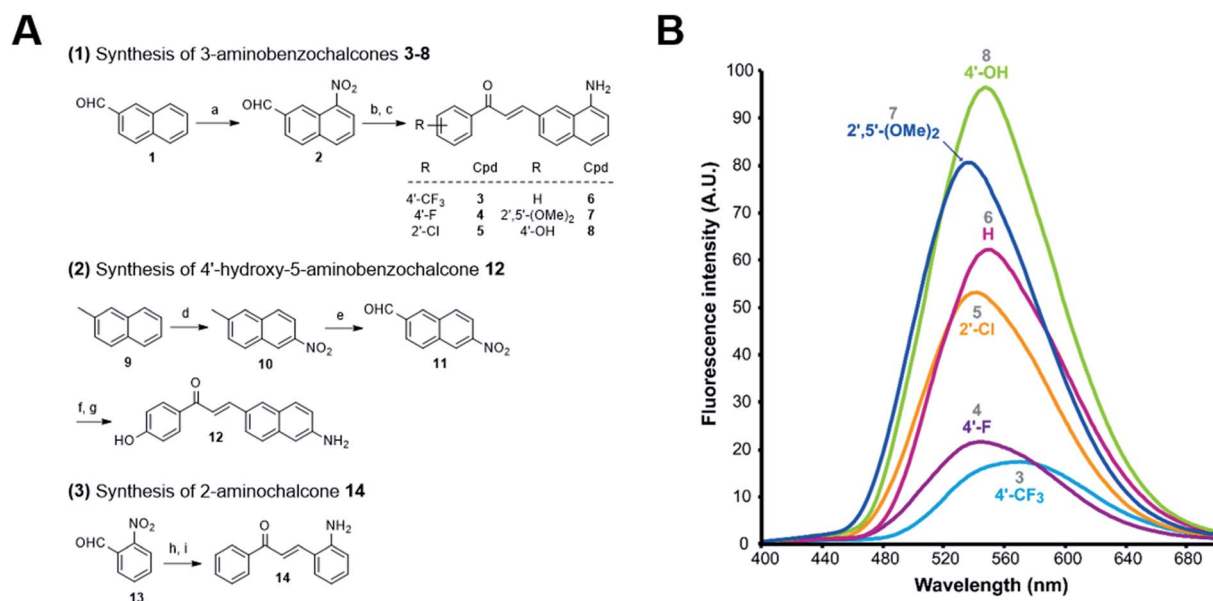 A
(1) Synthesis of 3-aminobenzochalcones 3-8
OHC
1
a
OHC
NO₂
2
b, c
O
NH₂
R
R Cpd R Cpd
4'-CF₃ 3 H 6
4'-F 4 2',5'-(OMe)₂ 7
2'-Cl 5 4'-OH 8
(2) Synthesis of 4'-hydroxy-5-aminobenzochalcone 12
9
d
NO₂
10
e
OHC
NO₂
11
f, g
O
HO
NH₂
12
(3) Synthesis of 2-aminochalcone 14
NO₂
OHC
13
h, i
O
NH₂
14
B
Fluorescence intensity (A.U.)
100
90
80
70
60
50
40
30
20
10
0
8
4'-OH
7
2',5'-(OMe)₂
6
H
5
2'-Cl
4
4'-F
3
4'-CF₃
400 440 480 520 560 600 640 680
Wavelength (nm)